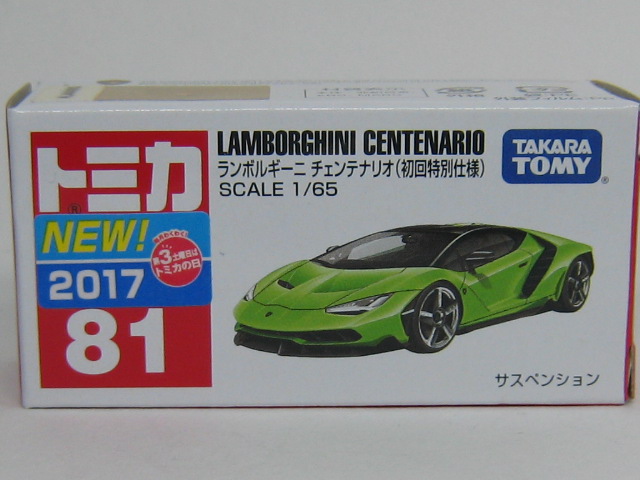 LAMBORGHINI CENTENARIO
ランボルギーニ チェンテナリオ(初回特別仕様)
SCALE 1/65
TAKARA
TOMY
®
トミカ
®
NEW!
2017
第3土曜日は
トミカの日
81
サスペンション